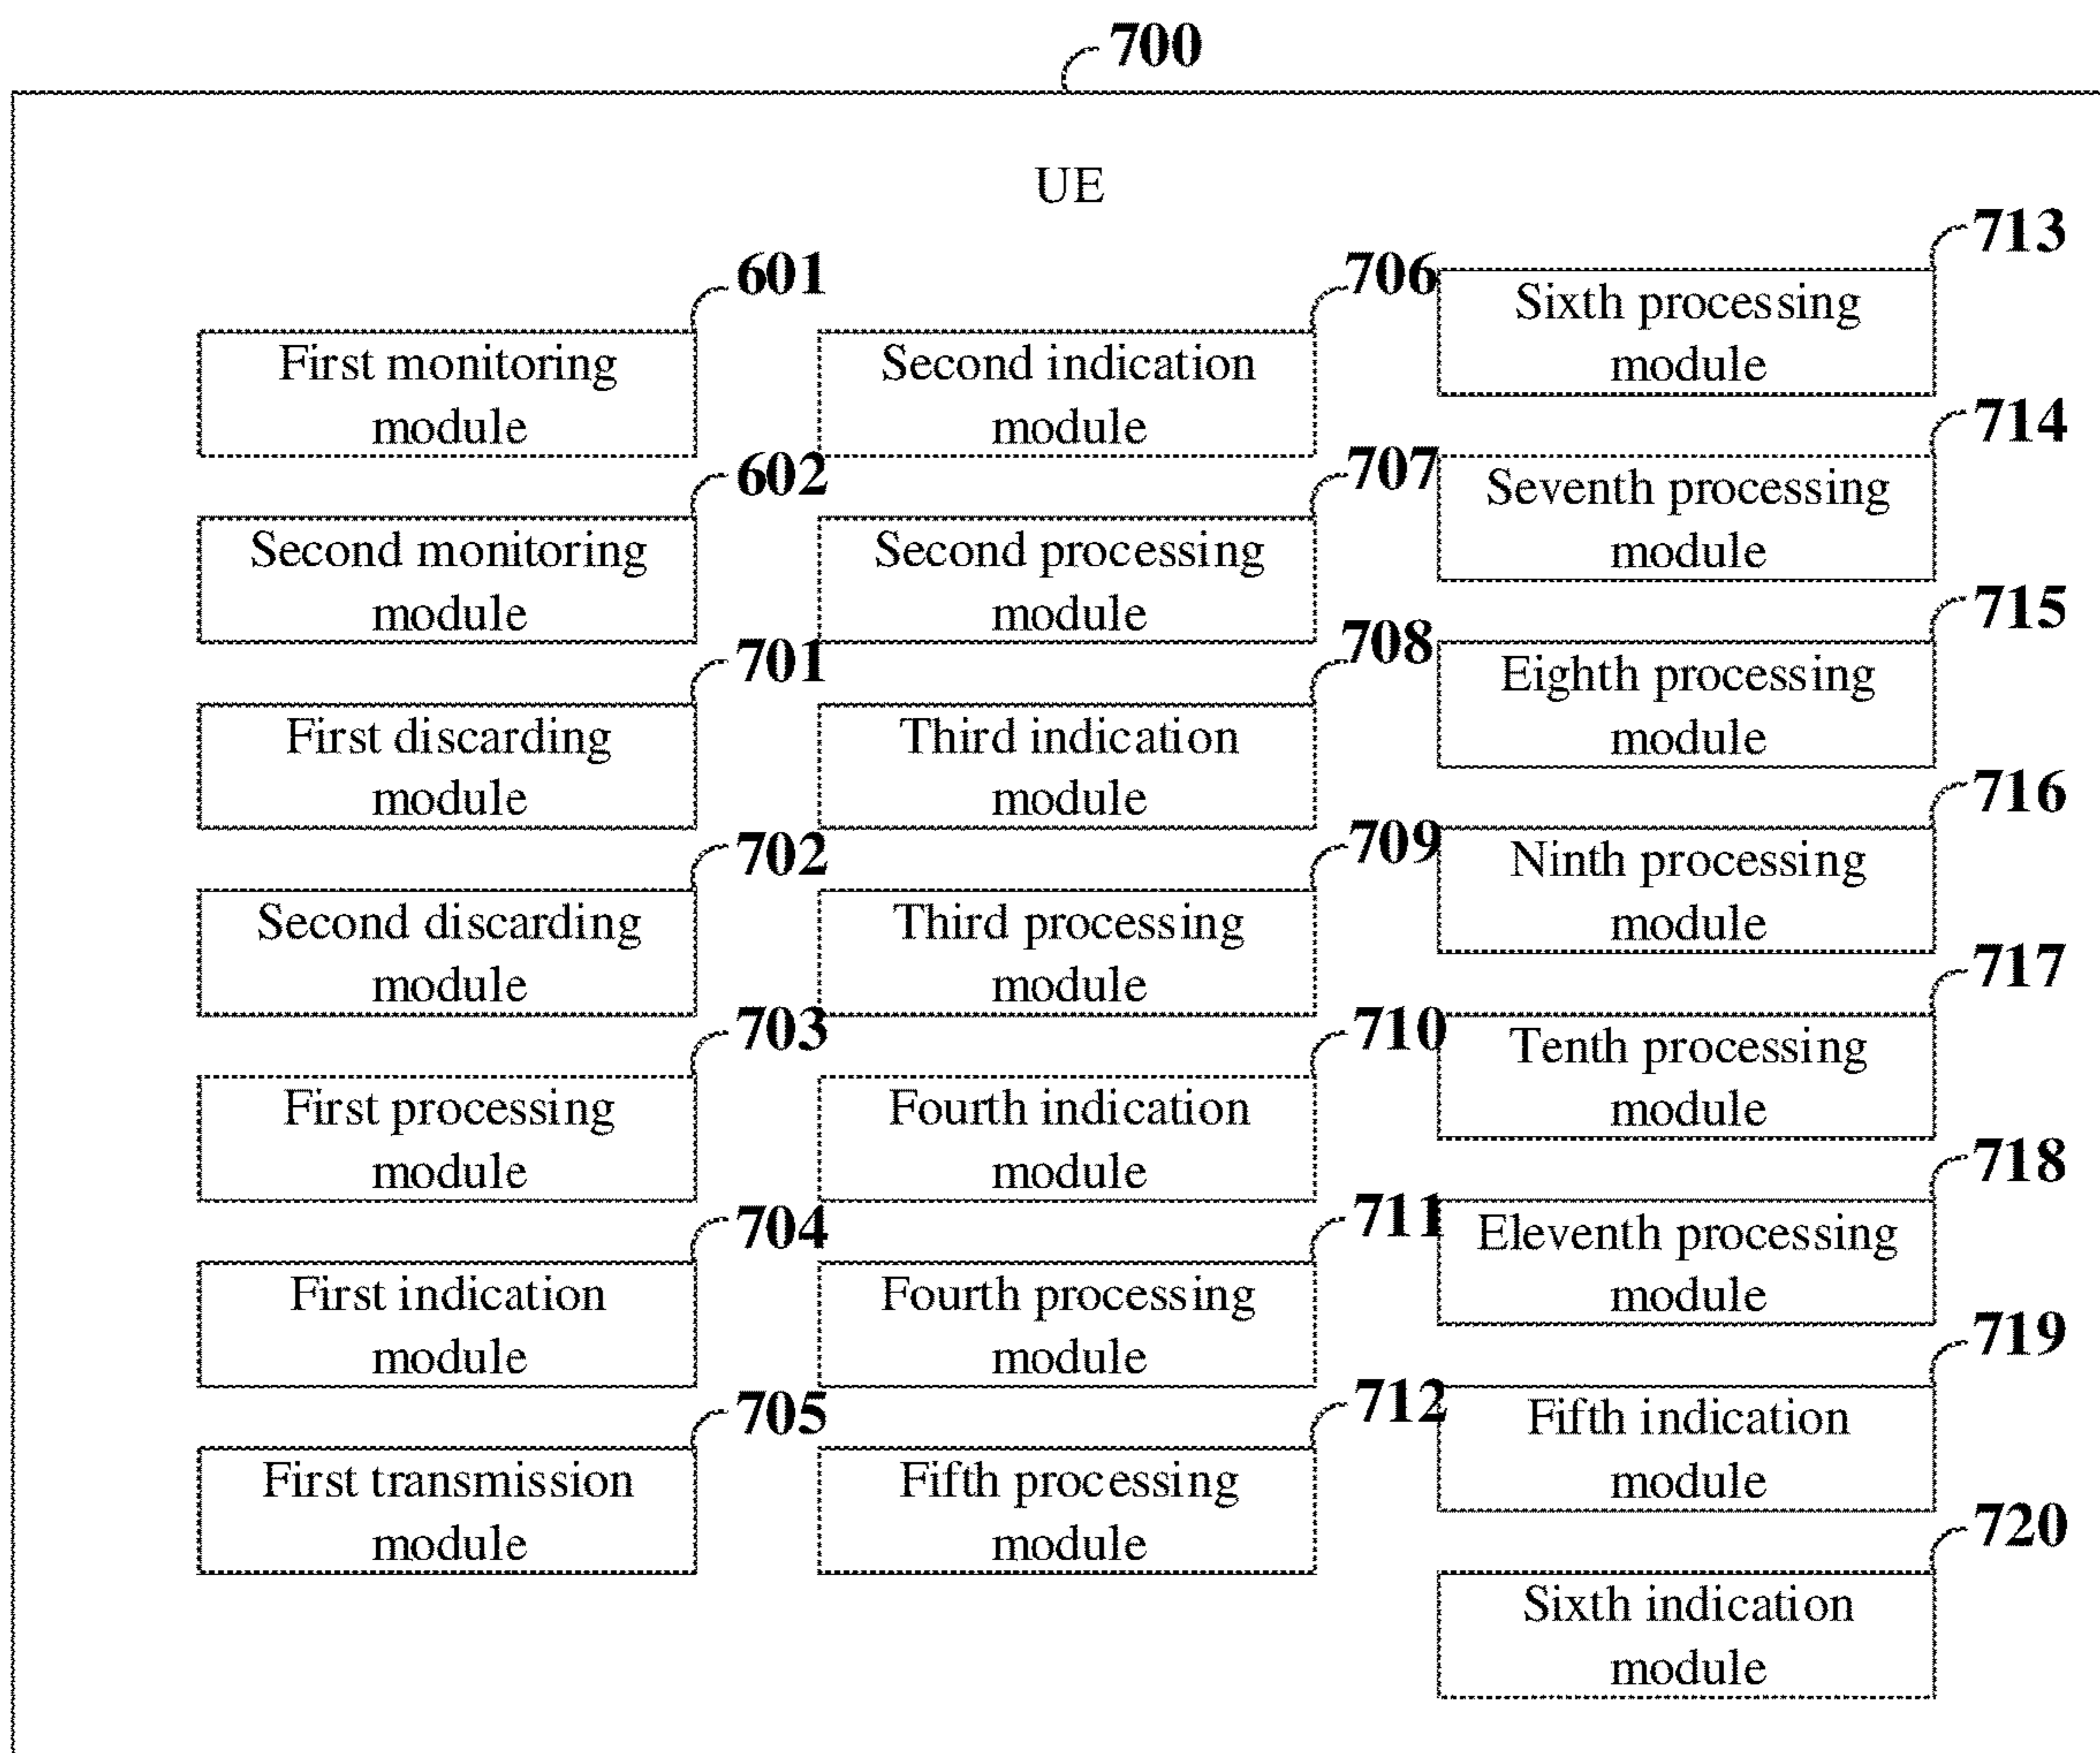 700
UE
601
First monitoring
module
602
Second monitoring
module
701
First discarding
module
702
Second discarding
module
703
First processing
module
704
First indication
module
705
First transmission
module
706
Second indication
module
707
Second processing
module
708
Third indication
module
709
Third processing
module
710
Fourth indication
module
711
Fourth processing
module
712
Fifth processing
module
713
Sixth processing
module
714
Seventh processing
module
715
Eighth processing
module
716
Ninth processing
module
717
Tenth processing
module
718
Eleventh processing
module
719
Fifth indication
module
720
Sixth indication
module